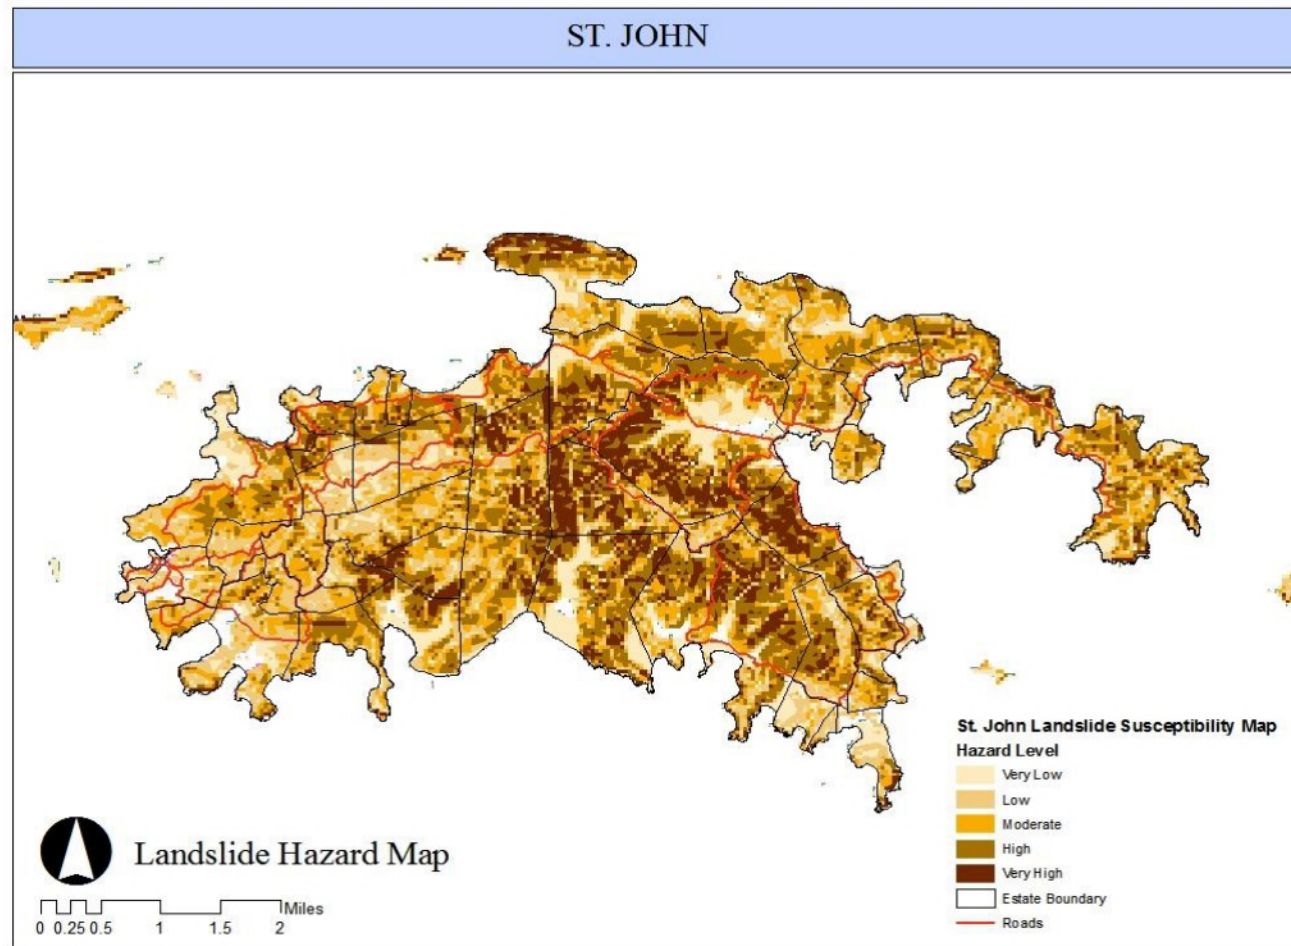 ST. JOHN
St. John Landslide Susceptibility Map
Hazard Level
Very Low
Low
Moderate
High
Very High
Estate Boundary
Roads
Landslide Hazard Map
Miles
0 0.25 0.5 1 1.5 2